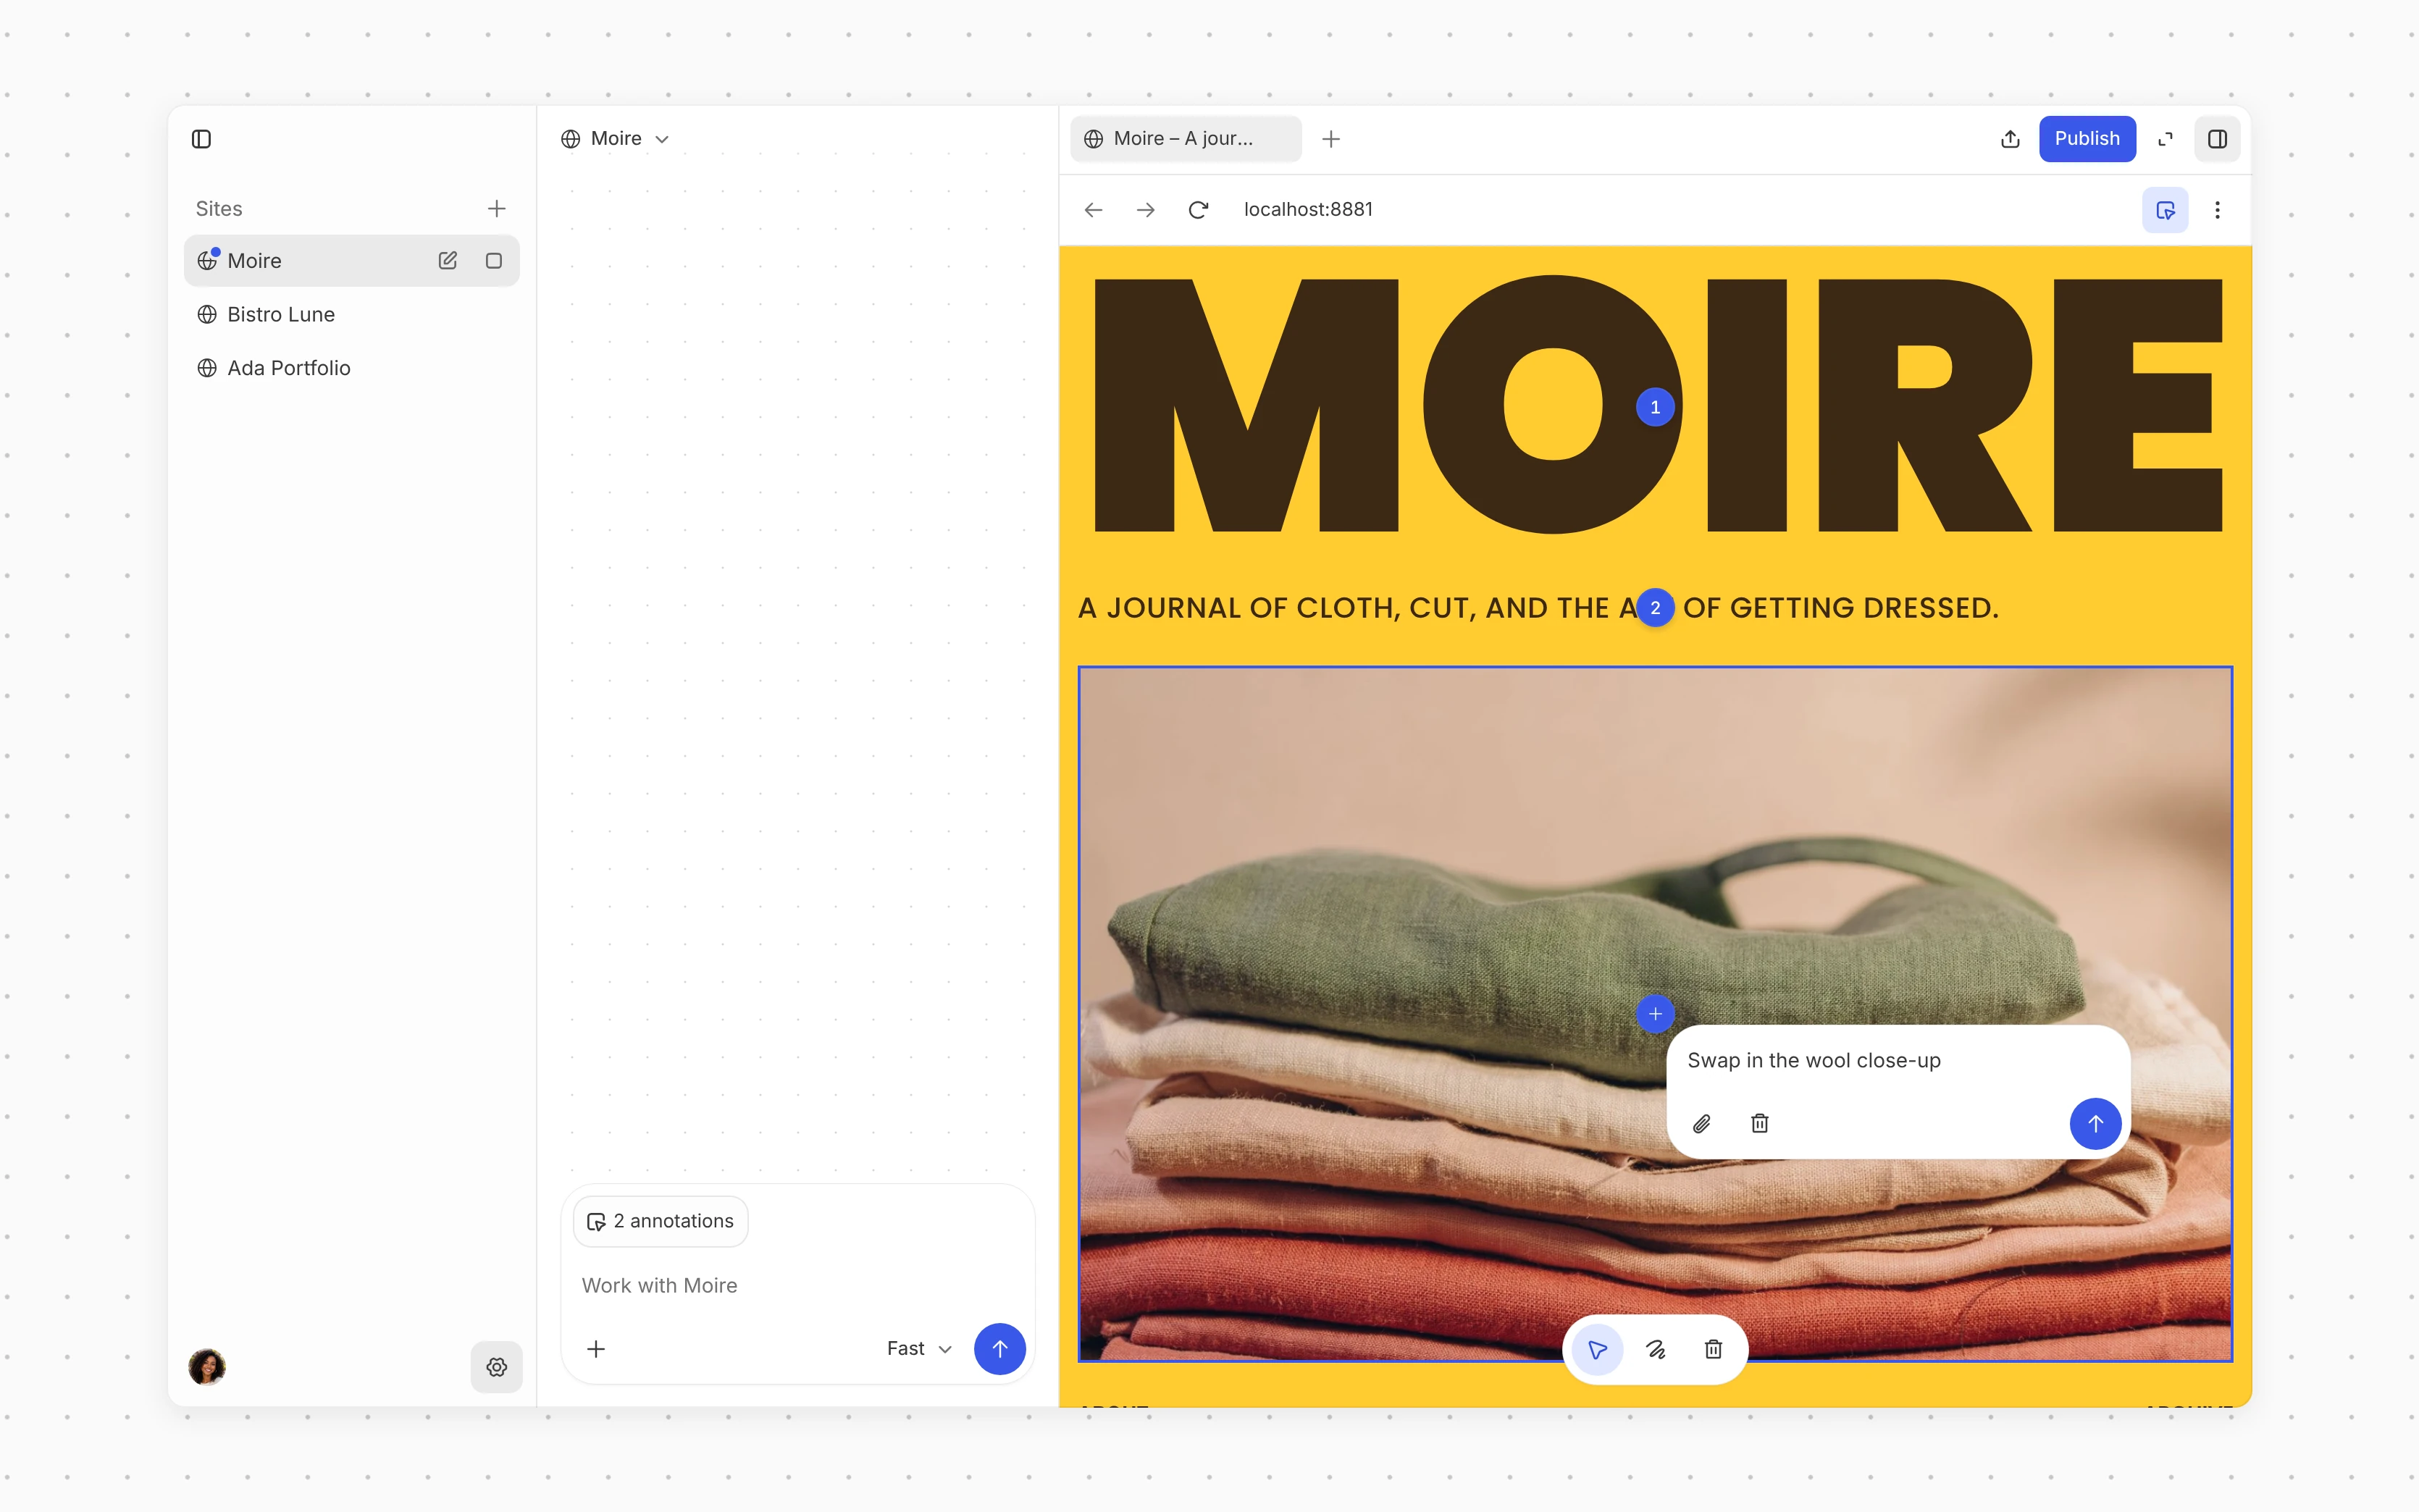 Moire
Moire – A jour...
Publish
Sites
localhost:8881
Moire
Bistro Lune
Ada Portfolio
MOIRE
1
A JOURNAL OF CLOTH, CUT, AND THE A
2
OF GETTING DRESSED.
Swap in the wool close-up
2 annotations
Work with Moire
Fast